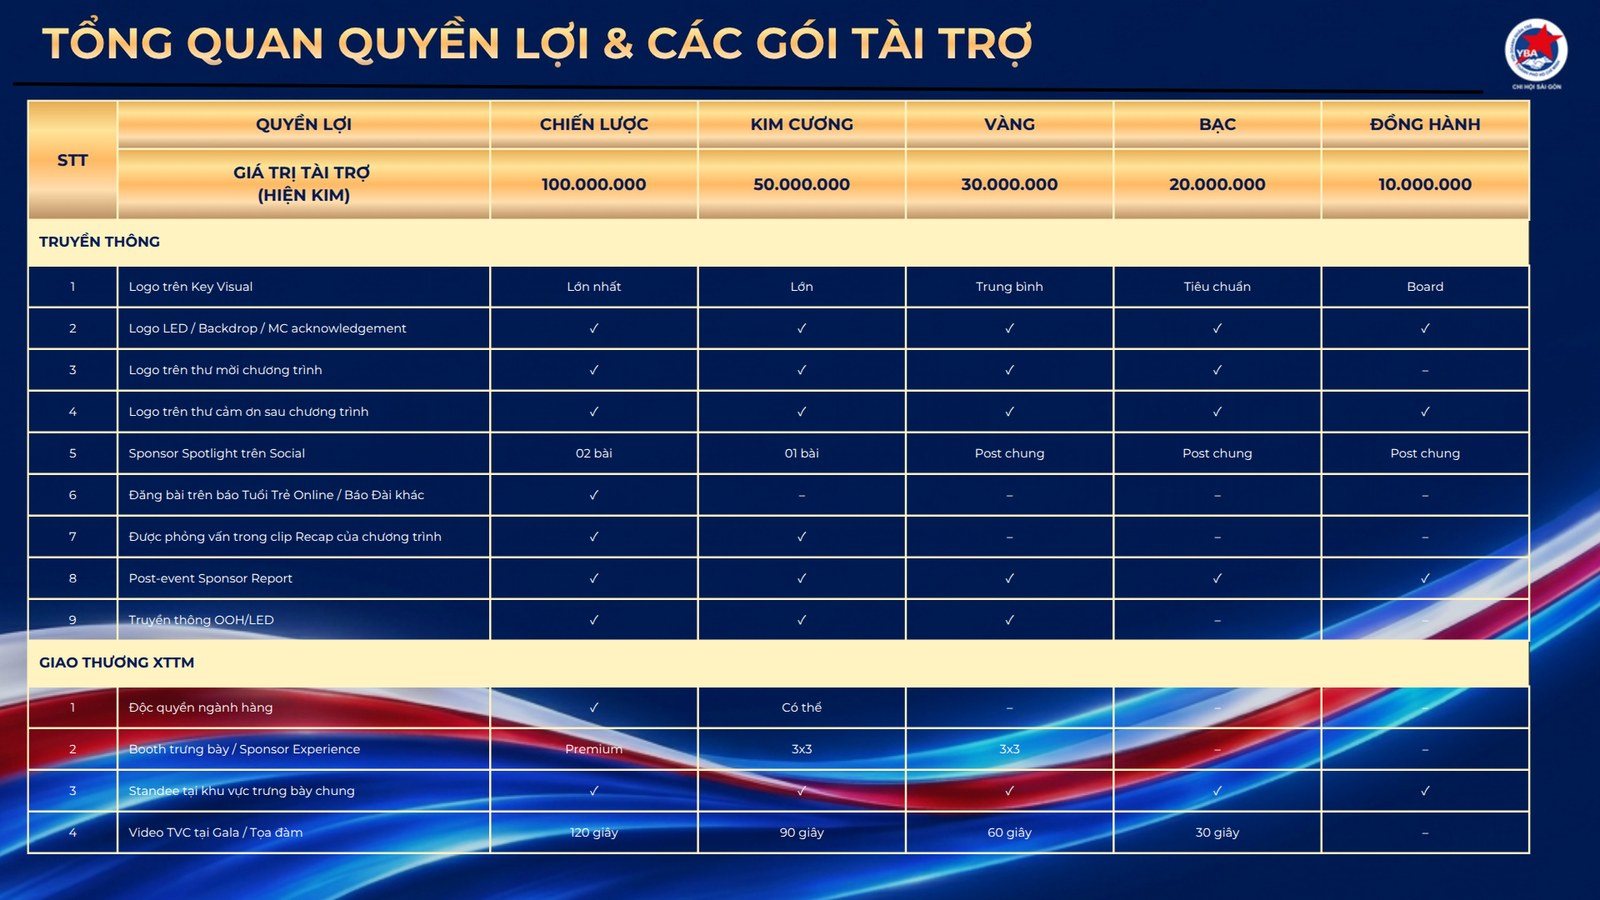 TỔNG QUAN QUYỀN LỢI & CÁC GÓI TÀI TRỢ
YBA
CHI HỘI SÀI GÒN
STT QUYỀN LỢI CHIẾN LƯỢC KIM CƯƠNG VÀNG BẠC ĐỒNG HÀNH
GIÁ TRỊ TÀI TRỢ
(HIỆN KIM) 100.000.000 50.000.000 30.000.000 20.000.000 10.000.000
TRUYỀN THÔNG
1 Logo trên Key Visual Lớn nhất Lớn Trung bình Tiêu chuẩn Board
2 Logo LED / Backdrop / MC acknowledgement ✓ ✓ ✓ ✓ ✓
3 Logo trên thư mời chương trình ✓ ✓ ✓ ✓ –
4 Logo trên thư cảm ơn sau chương trình ✓ ✓ ✓ ✓ ✓
5 Sponsor Spotlight trên Social 02 bài 01 bài Post chung Post chung Post chung
6 Đăng bài trên báo Tuổi Trẻ Online / Báo Đài khác ✓ – – – –
7 Được phỏng vấn trong clip Recap của chương trình ✓ ✓ – – –
8 Post-event Sponsor Report ✓ ✓ ✓ ✓ ✓
9 Truyền thông OOH/LED ✓ ✓ ✓ – –
GIAO THƯƠNG XTTM
1 Độc quyền ngành hàng ✓ Có thể – – –
2 Booth trưng bày / Sponsor Experience Premium 3x3 3x3 – –
3 Standee tại khu vực trưng bày chung ✓ ✓ ✓ ✓ ✓
4 Video TVC tại Gala / Tọa đàm 120 giây 90 giây 60 giây 30 giây –